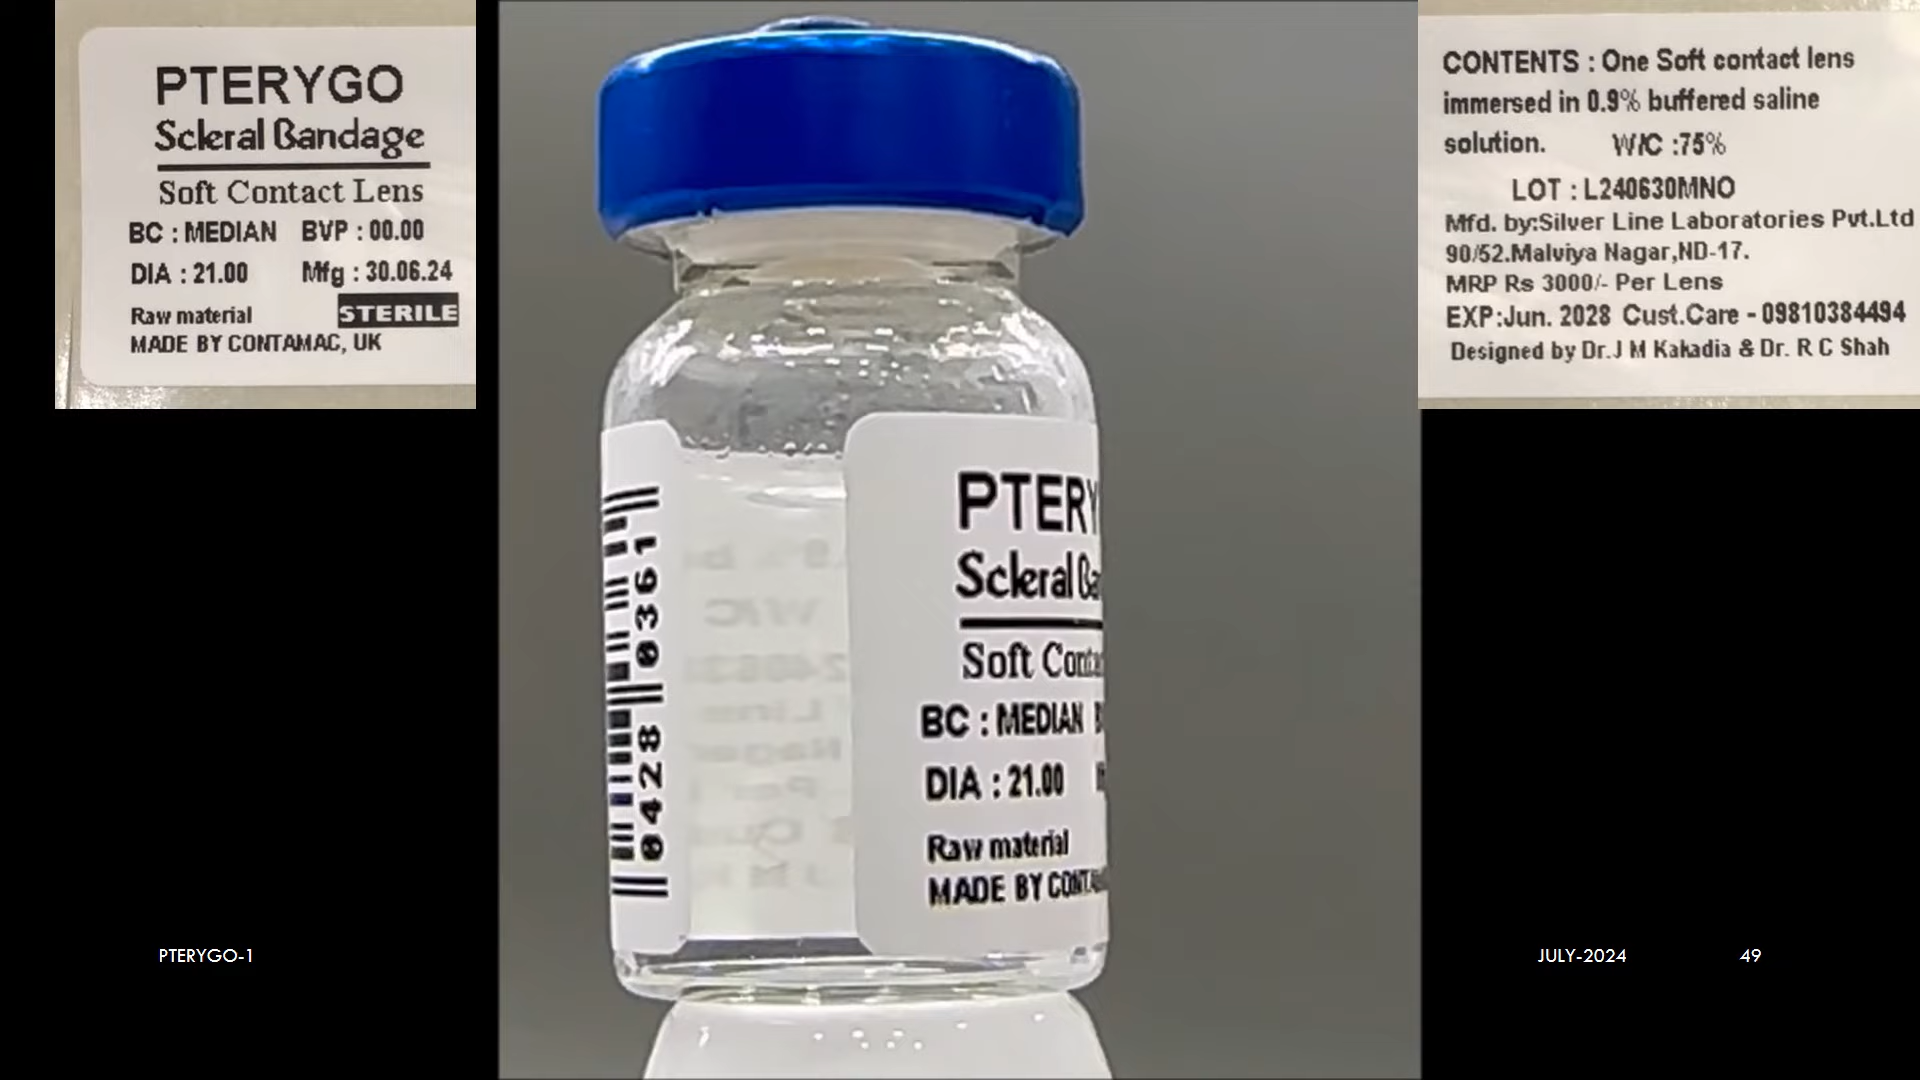 PTERYGO
Scleral Bandage
Soft Contact Lens
BC : MEDIAN BVP : 00.00
DIA : 21.00 Mfg : 30.06.24
Raw material STERILE
MADE BY CONTAMAC, UK
CONTENTS : One Soft contact lens
immersed in 0.9% buffered saline
solution. W/C :75%
LOT : L240630MNO
Mfd. by:Silver Line Laboratories Pvt.Ltd
90/52.Malviya Nagar,ND-17.
MRP Rs 3000/- Per Lens
EXP:Jun. 2028 Cust.Care - 09810384494
Designed by Dr.J M Kakadia & Dr. R C Shah
0428 0361
PTERY
Scleral Ba
Soft Conta
BC : MEDIAN
DIA : 21.00
Raw material
MADE BY CONTA
PTERYGO-1
JULY-2024
49